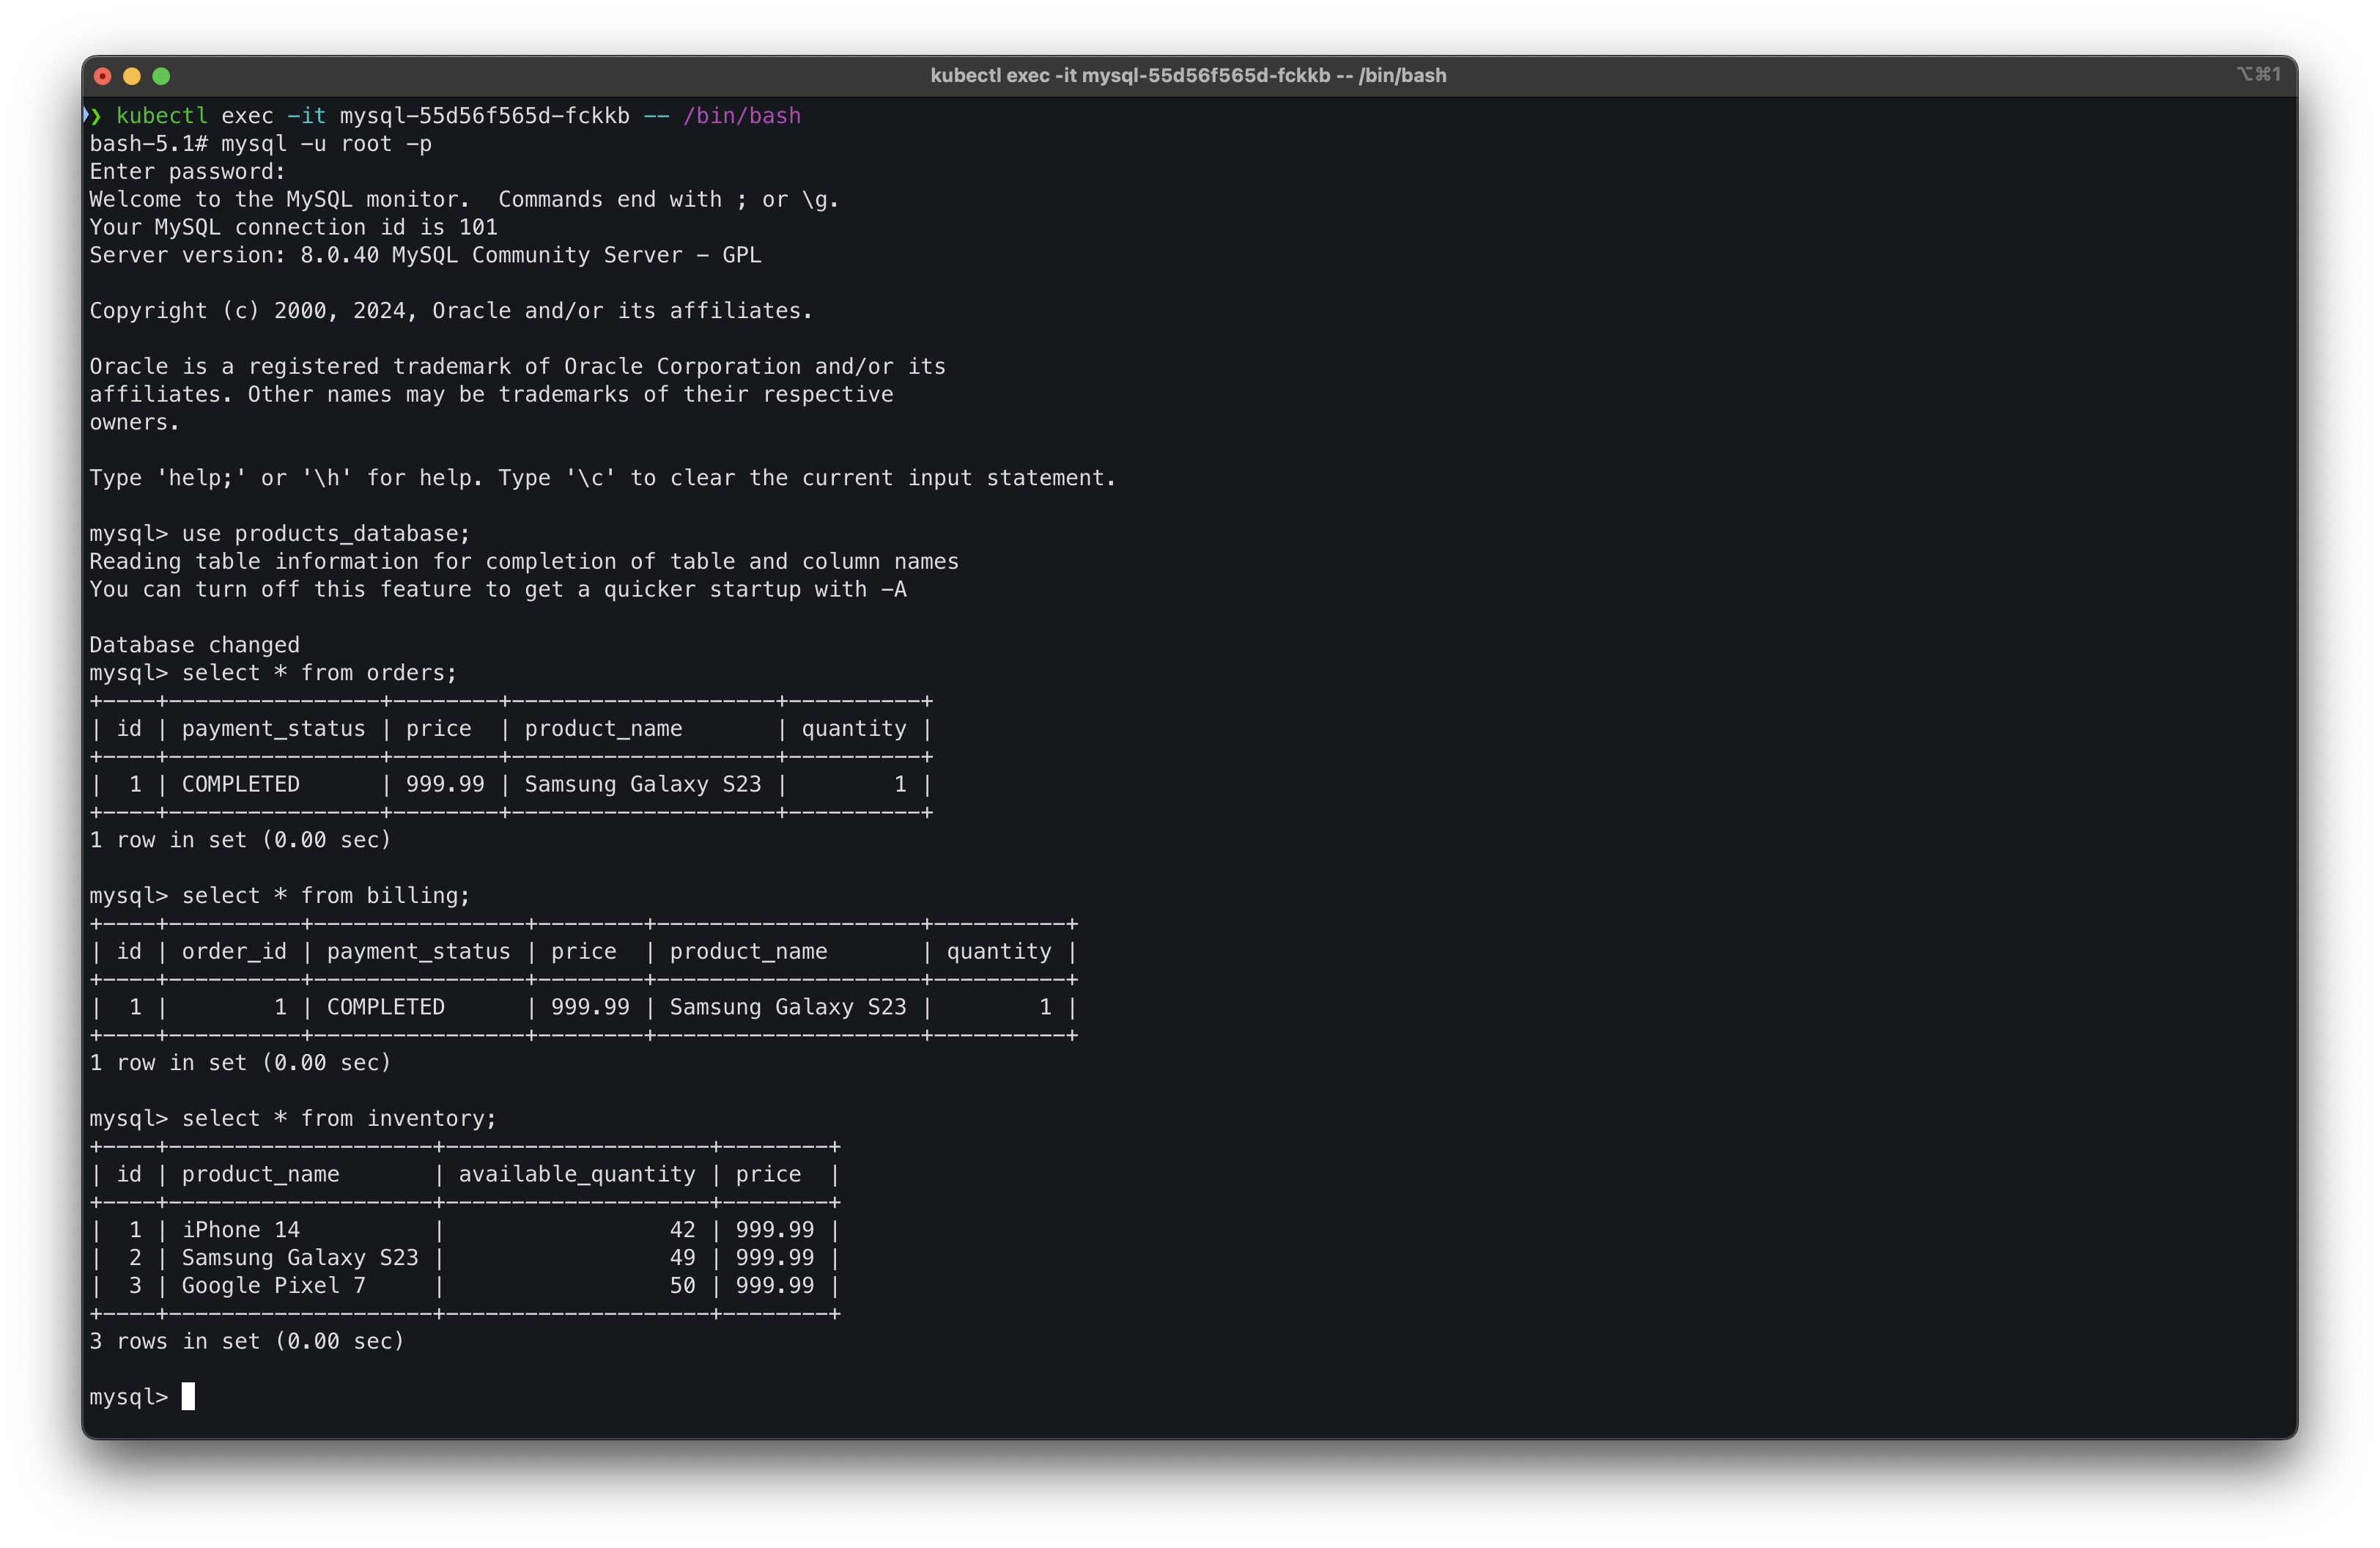 kubectl exec -it mysql-55d56f565d-fckkb -- /bin/bash
⌥⌘1
❯ kubectl exec -it mysql-55d56f565d-fckkb -- /bin/bash
bash-5.1# mysql -u root -p
Enter password:
Welcome to the MySQL monitor.  Commands end with ; or \g.
Your MySQL connection id is 101
Server version: 8.0.40 MySQL Community Server - GPL

Copyright (c) 2000, 2024, Oracle and/or its affiliates.

Oracle is a registered trademark of Oracle Corporation and/or its
affiliates. Other names may be trademarks of their respective
owners.

Type 'help;' or '\h' for help. Type '\c' to clear the current input statement.

mysql> use products_database;
Reading table information for completion of table and column names
You can turn off this feature to get a quicker startup with -A

Database changed
mysql> select * from orders;
+----+----------------+--------+--------------------+----------+
| id | payment_status | price  | product_name       | quantity |
+----+----------------+--------+--------------------+----------+
|  1 | COMPLETED      | 999.99 | Samsung Galaxy S23 |        1 |
+----+----------------+--------+--------------------+----------+
1 row in set (0.00 sec)

mysql> select * from billing;
+----+----------+----------------+--------+--------------------+----------+
| id | order_id | payment_status | price  | product_name       | quantity |
+----+----------+----------------+--------+--------------------+----------+
|  1 |        1 | COMPLETED      | 999.99 | Samsung Galaxy S23 |        1 |
+----+----------+----------------+--------+--------------------+----------+
1 row in set (0.00 sec)

mysql> select * from inventory;
+----+--------------------+--------------------+--------+
| id | product_name       | available_quantity | price  |
+----+--------------------+--------------------+--------+
|  1 | iPhone 14          |                 42 | 999.99 |
|  2 | Samsung Galaxy S23 |                 49 | 999.99 |
|  3 | Google Pixel 7     |                 50 | 999.99 |
+----+--------------------+--------------------+--------+
3 rows in set (0.00 sec)

mysql>